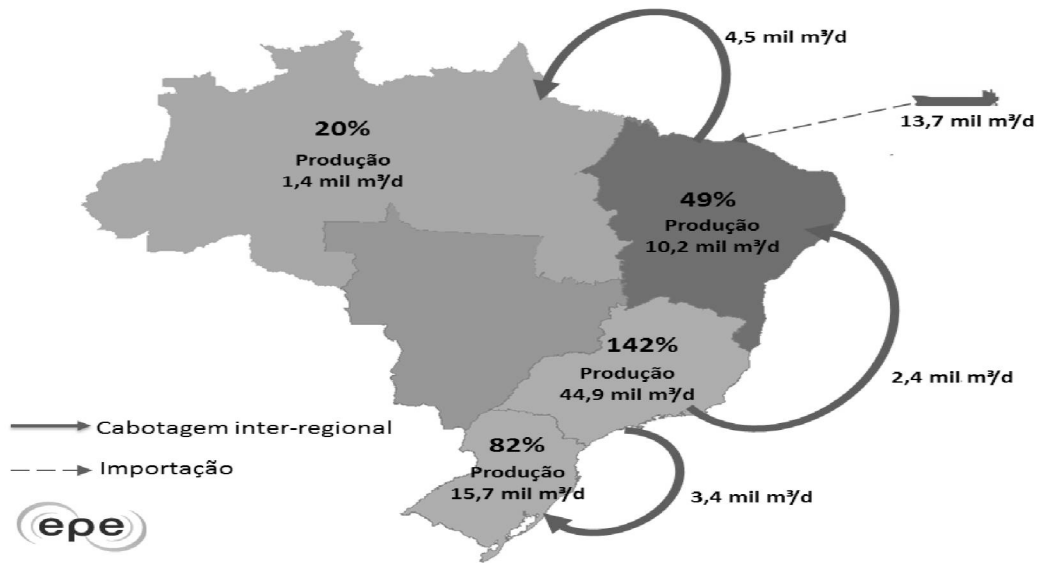 4,5 mil m³/d
13,7 mil m³/d
20%
Produção
1,4 mil m³/d
49%
Produção
10,2 mil m³/d
142%
Produção
44,9 mil m³/d
2,4 mil m³/d
Cabotagem inter-regional
82%
Importação
Produção
15,7 mil m³/d
3,4 mil m³/d
epe